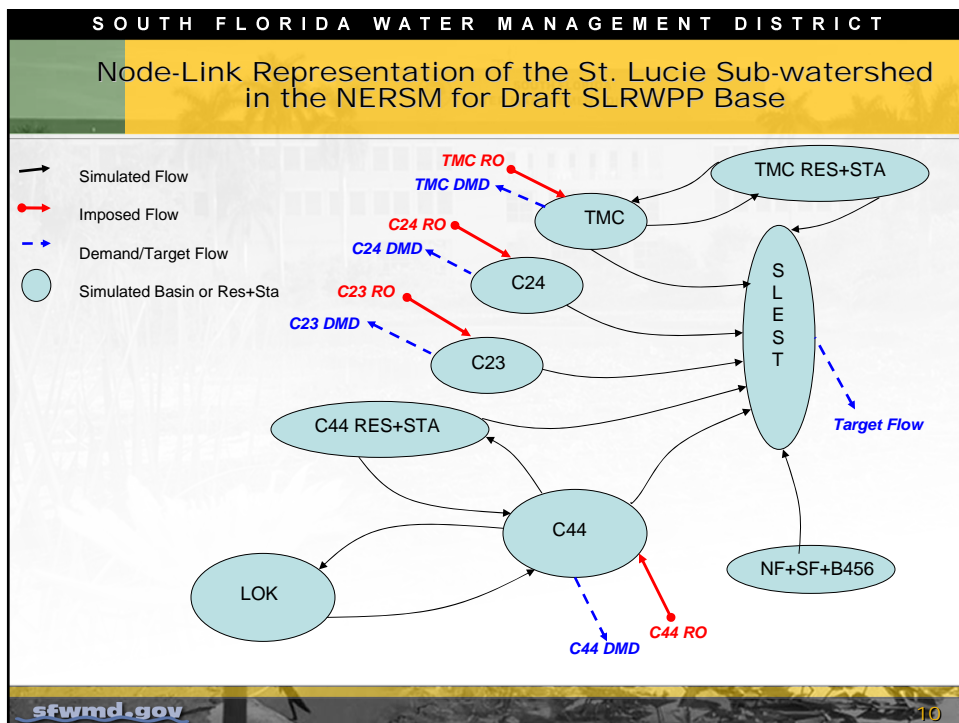 SOUTH FLORIDA WATER MANAGEMENT DISTRICT
Node-Link Representation of the St. Lucie Sub-watershed
in the NERSM for Draft SLRWPP Base
Simulated Flow
Imposed Flow
Demand/Target Flow
Simulated Basin or Res+Sta
TMC RO
TMC DMD
TMC
TMC RES+STA
C24 RO
C24 DMD
C24
C23 RO
C23 DMD
C23
S
L
E
S
T
Target Flow
C44 RES+STA
C44
LOK
NF+SF+B456
C44 RO
C44 DMD
sfwmd.gov
10